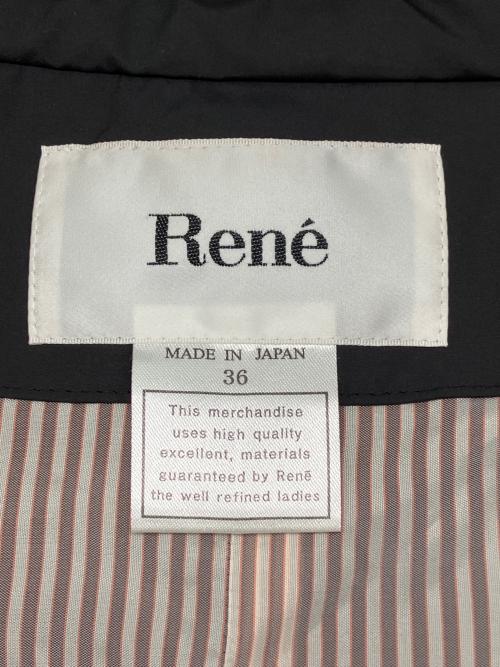 René
MADE IN JAPAN
36
This merchandise
uses high quality
excellent, materials
guaranteed by Renē
the well refined ladies